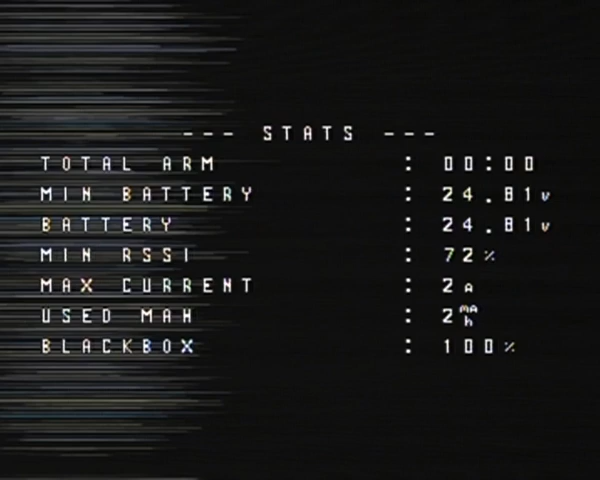 --- STATS ---
TOTAL ARM : 00:00
MIN BATTERY : 24.81V
BATTERY : 24.81V
MIN RSSI : 72%
MAX CURRENT : 2A
USED MAH : 2mAh
BLACKBOX : 100%